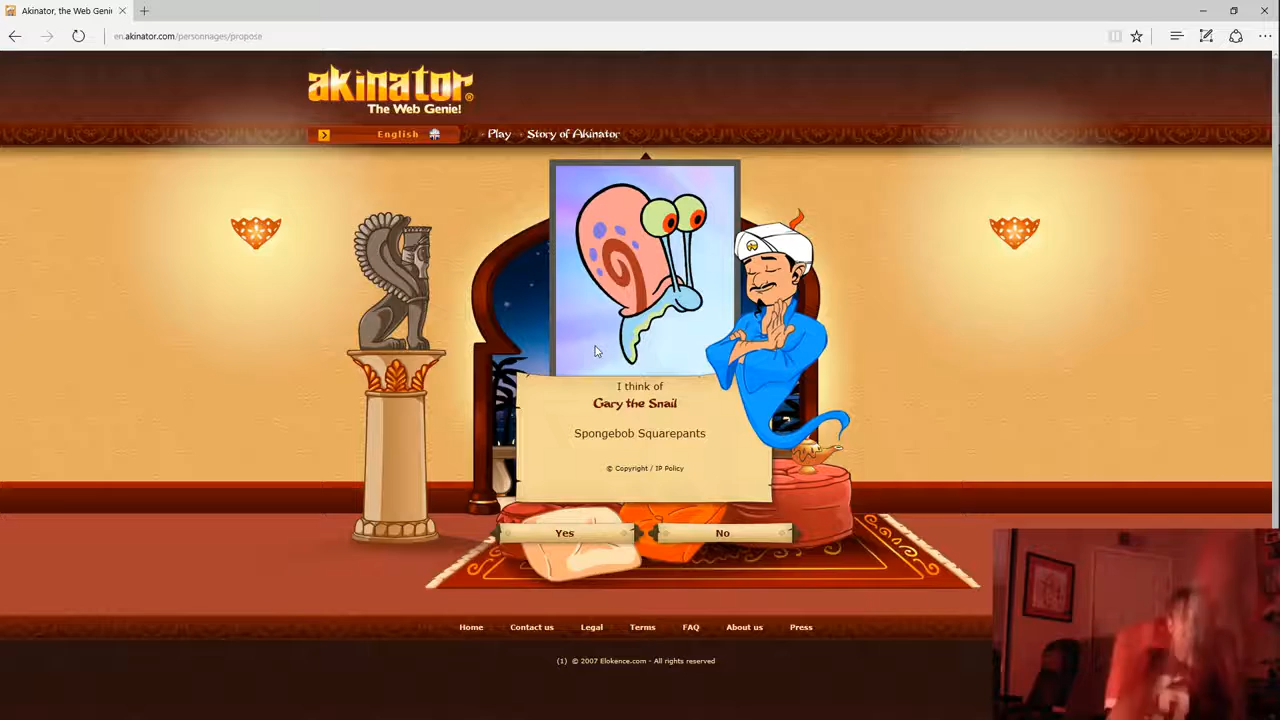 Akinator, the Web Geni
en.akinator.com/personnages/propose
akinator®
The Web Genie!
English
Play
Story of Akinator
I think of
Gary the Snail
Spongebob Squarepants
© Copyright / IP Policy
Yes
No
Home
Contact us
Legal
Terms
FAQ
About us
Press
(1) © 2007 Elokence.com - All rights reserved